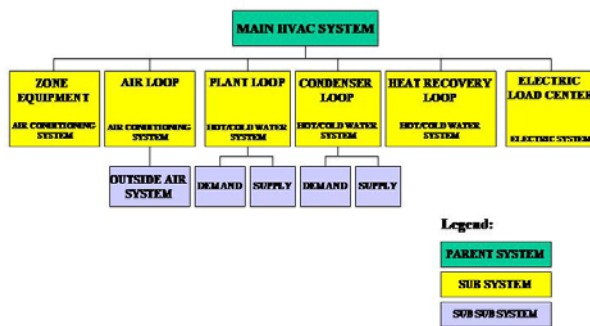 MAIN HVAC SYSTEM
ZONE
EQUIPMENT
AIR CONDITIONING
SYSTEM
AIR LOOP
AIR CONDITIONING
SYSTEM
PLANT LOOP
HOT/COLD WATER
SYSTEM
CONDENSER
LOOP
HOT/COLD WATER
SYSTEM
HEAT RECOVERY
LOOP
HOT/COLD WATER
SYSTEM
ELECTRIC
LOAD CENTER
ELECTRIC SYSTEM
OUTSIDE AIR
SYSTEM
DEMAND
SUPPLY
DEMAND
SUPPLY
Legend:
PARENT SYSTEM
SUB SYSTEM
SUB SUB SYSTEM